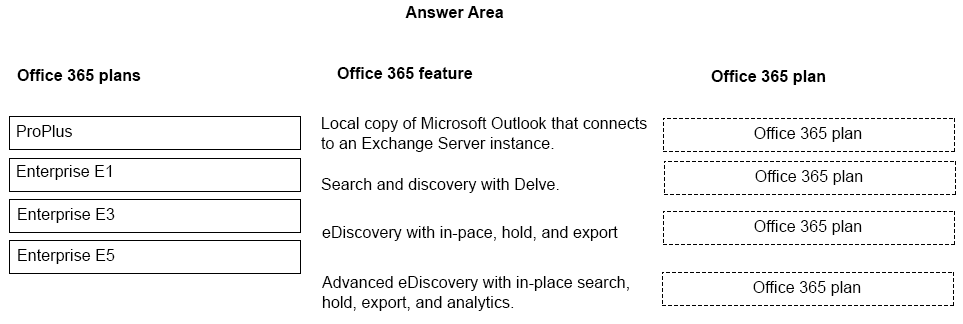 Answer Area
Office 365 plans
Office 365 feature
Office 365 plan
ProPlus
Enterprise E1
Enterprise E3
Enterprise E5
Local copy of Microsoft Outlook that connects
to an Exchange Server instance.
Search and discovery with Delve.
eDiscovery with in-pace, hold, and export
Advanced eDiscovery with in-place search,
hold, export, and analytics.
Office 365 plan
Office 365 plan
Office 365 plan
Office 365 plan